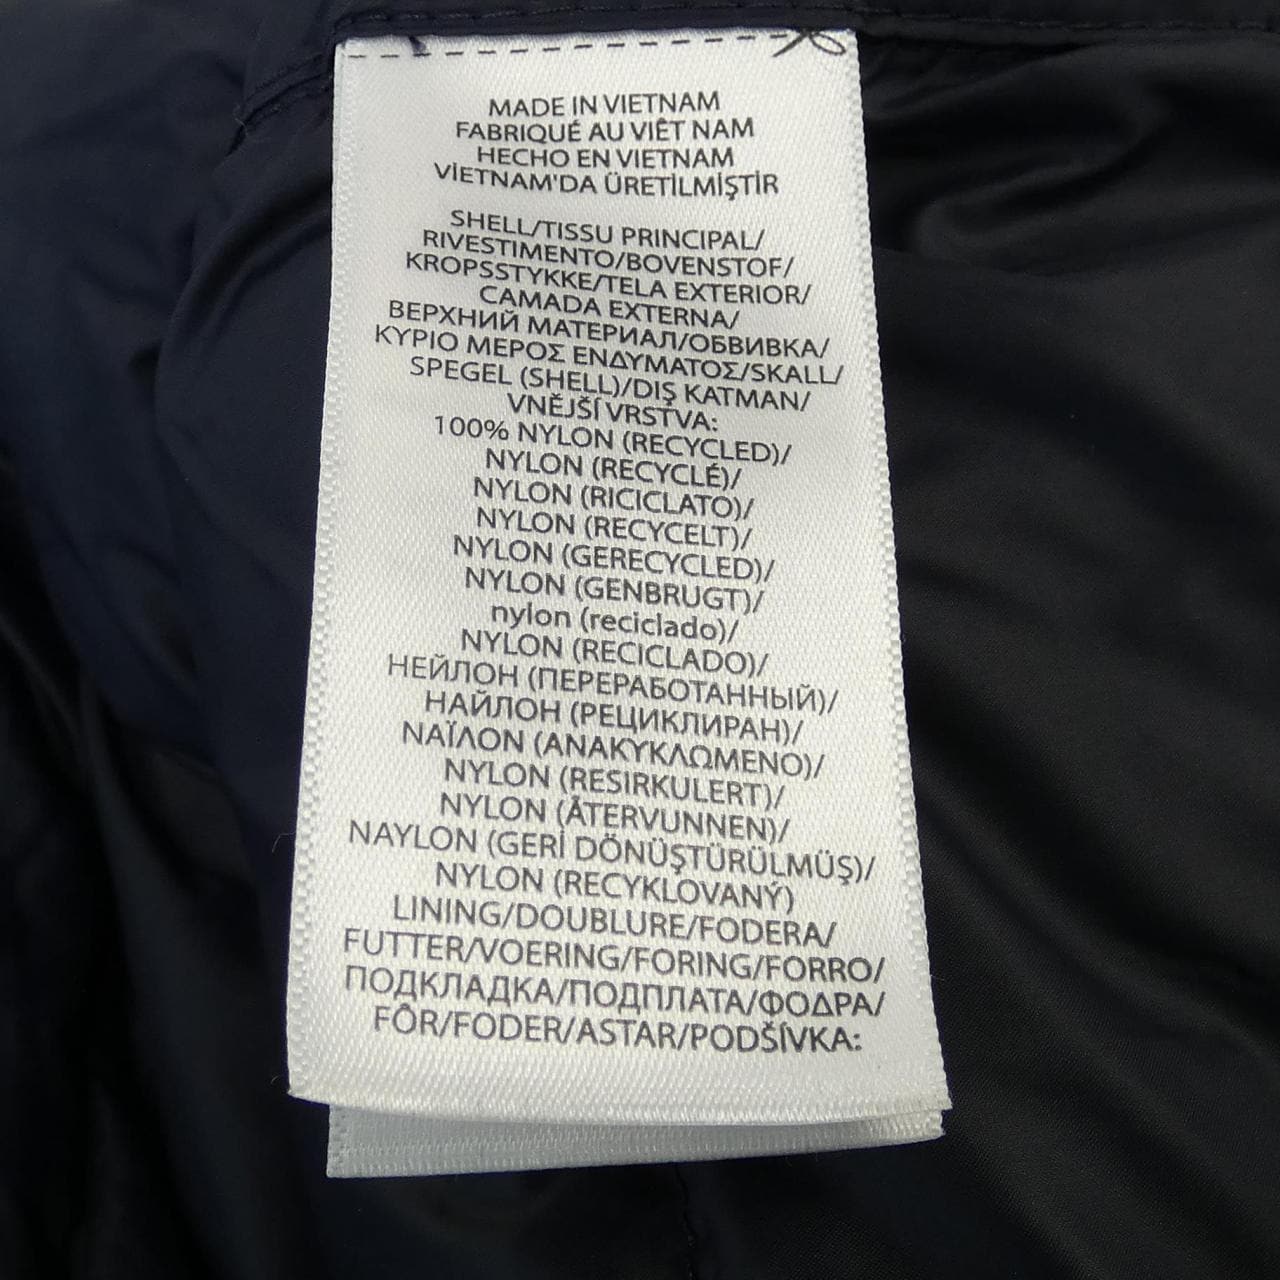 MADE IN VIETNAM
FABRIQUÉ AU VIÊT NAM
HECHO EN VIETNAM
VİETNAM'DA ÜRETİLMİŞTİR
SHELL/TISSU PRINCIPAL/
RIVESTIMENTO/BOVENSTOF/
KROPSSTYKKE/TELA EXTERIOR/
CAMADA EXTERNA/
ВЕРХНИЙ МАТЕРИАЛ/ОБВИВКА/
ΚΥΡΙΟ ΜΕΡΟΣ ΕΝΔΥΜΑΤΟΣ/SKALL/
SPEGEL (SHELL)/DIŞ KATMAN/
VNĚJŠÍ VRSTVA:
100% NYLON (RECYCLED)/
NYLON (RECYCLÉ)/
NYLON (RICICLATO)/
NYLON (RECYCELT)/
NYLON (GERECYCLED)/
NYLON (GENBRUGT)/
nylon (reciclado)/
NYLON (RECICLADO)/
НЕЙЛОН (ПЕРЕРАБОТАННЫЙ)/
НАЙЛОН (РЕЦИКЛИРАН)/
ΝΑΪΛΟΝ (ΑΝΑΚΥΚΛΩΜΕΝΟ)/
NYLON (RESIRKULERT)/
NYLON (ÅTERVUNNEN)/
NAYLON (GERİ DÖNÜŞTÜRÜLMÜŞ)/
NYLON (RECYKLOVANÝ)
LINING/DOUBLURE/FODERA/
FUTTER/VOERING/FORING/FORRO/
ПОДКЛАДКА/ПОДПЛАТА/ΦΟΔΡΑ/
FÔR/FODER/ASTAR/PODŠÍVKA: